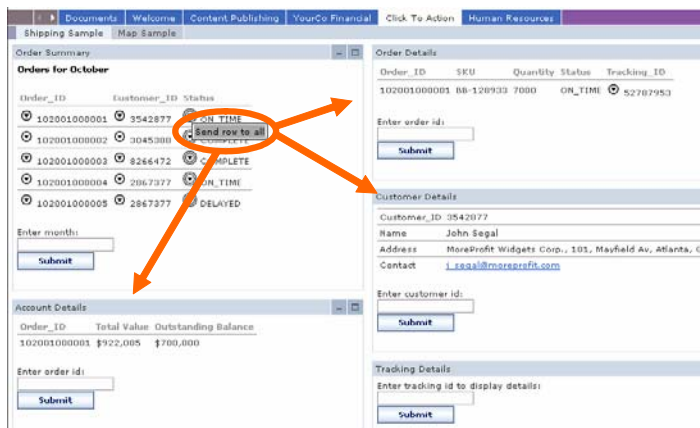 Documents Welcome Content Publishing YourCo Financial Click To Action Human Resources
Shipping Sample Map Sample
Order Summary
Orders for October
Order_ID Customer_ID Status
102001000001 3542877 ON_TIME
Send row to all
102001000002 3045388 COMPLETE
102001000003 8266472 COMPLETE
102001000004 2867377 ON_TIME
102001000005 2867377 DELAYED
Enter month:
Submit
Account Details
Order_ID Total Value Outstanding Balance
102001000001 $922,005 $700,000
Enter order id:
Submit
Order Details
Order_ID SKU Quantity Status Tracking_ID
102001000001 BB-128933 7000 ON_TIME 52787953
Enter order id:
Submit
Customer Details
Customer_ID 3542877
Name John Segal
Address MoreProfit Widgets Corp., 101, Mayfield Av, Atlanta,
Contact j_segal@moreprofit.com
Enter customer id:
Submit
Tracking Details
Enter tracking id to display details:
Submit